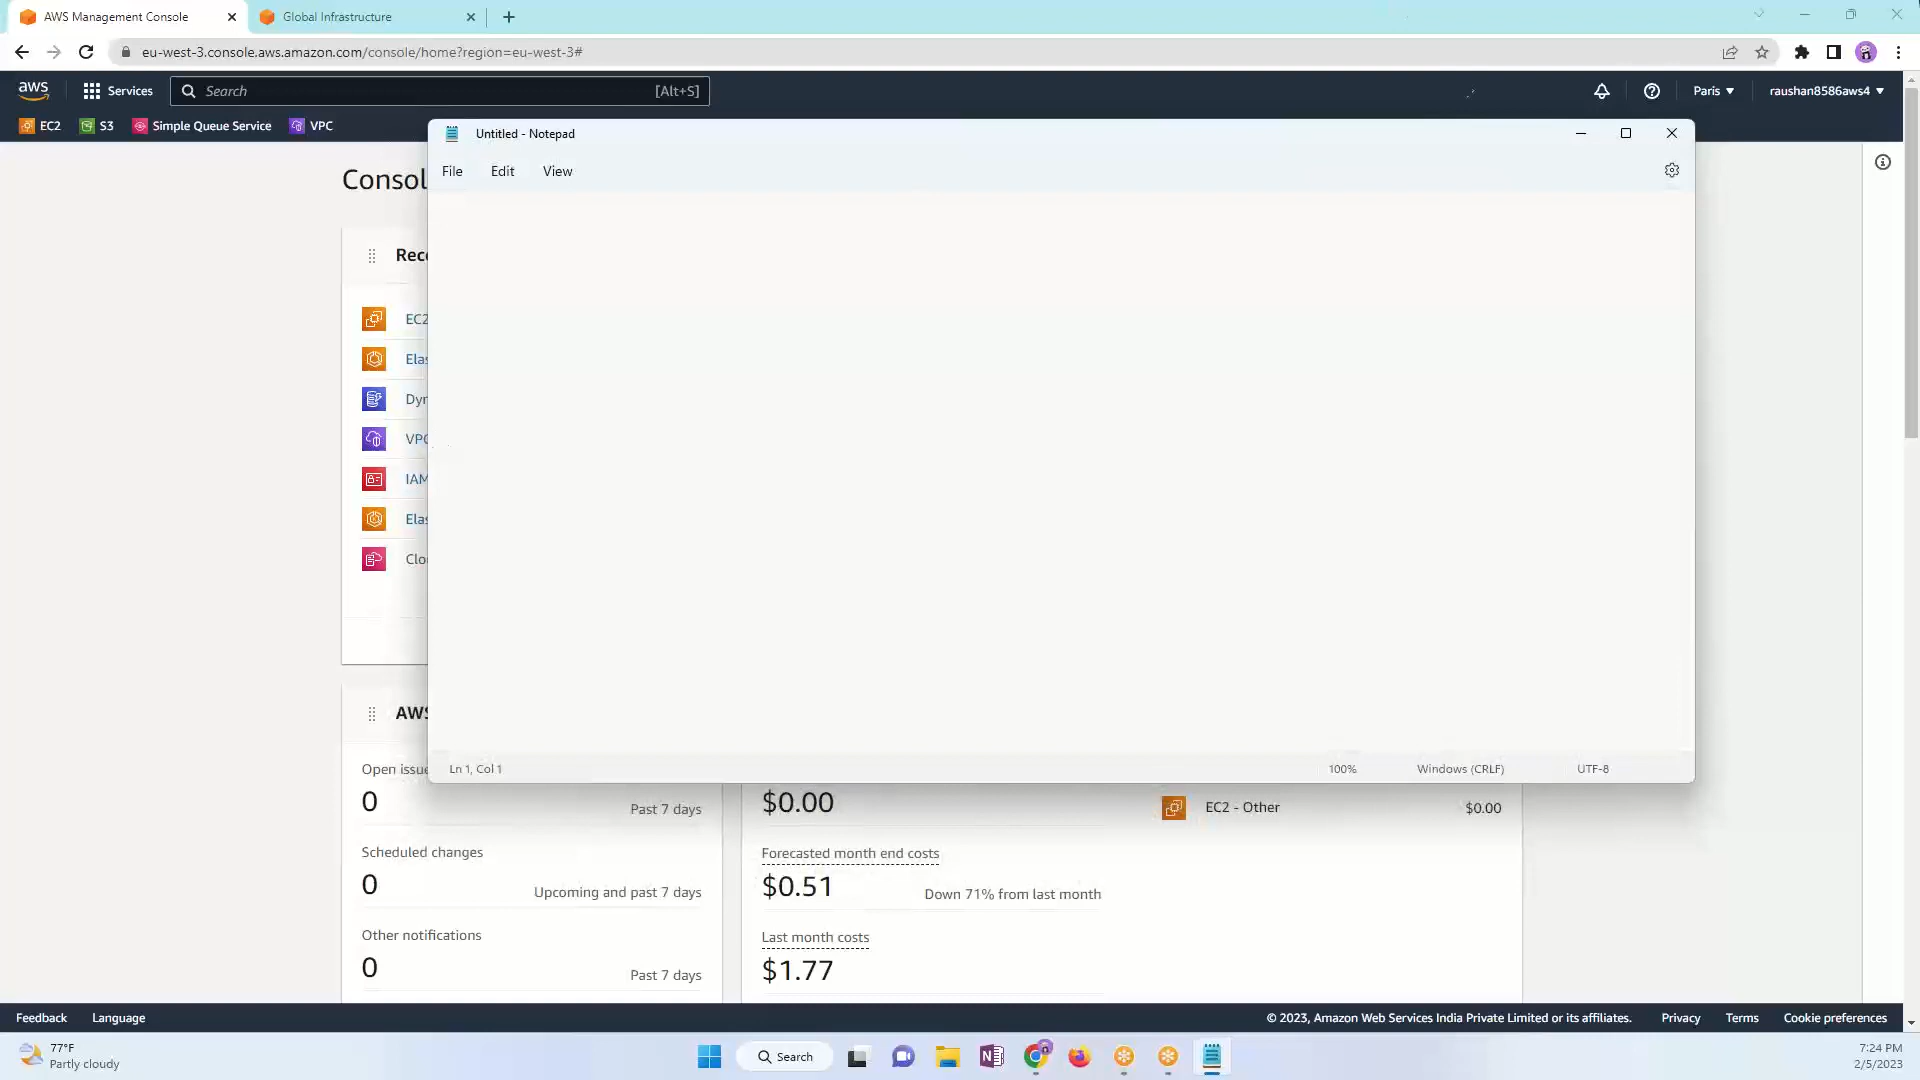 AWS Management Console
Global Infrastructure
eu-west-3.console.aws.amazon.com/console/home?region=eu-west-3#
aws
Services
Search
[Alt+S]
Paris
raushan8586aws4
EC2
S3
Simple Queue Service
VPC
Untitled - Notepad
File
Edit
View
Consol
Rec
EC2
Elas
Dyn
VPC
IAM
Elas
Clo
AWS
Open issue
0
Past 7 days
Scheduled changes
0
Upcoming and past 7 days
Other notifications
0
Past 7 days
Ln 1, Col 1
100%
Windows (CRLF)
UTF-8
$0.00
Forecasted month end costs
$0.51
Down 71% from last month
Last month costs
$1.77
EC2 - Other
$0.00
Feedback
Language
© 2023, Amazon Web Services India Private Limited or its affiliates.
Privacy
Terms
Cookie preferences
77°F
Partly cloudy
Search
7:24 PM
2/5/2023